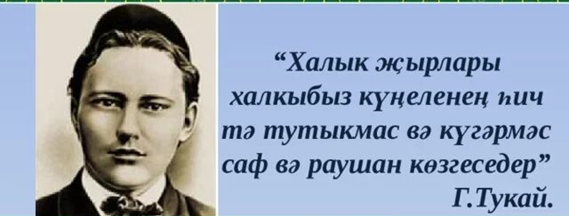 “Халык җырлары
халкыбыз күңеленең һич
тә тутыкмас вә күгәрмәс
саф вә раушан көзгеседер”
Г.Тукай.